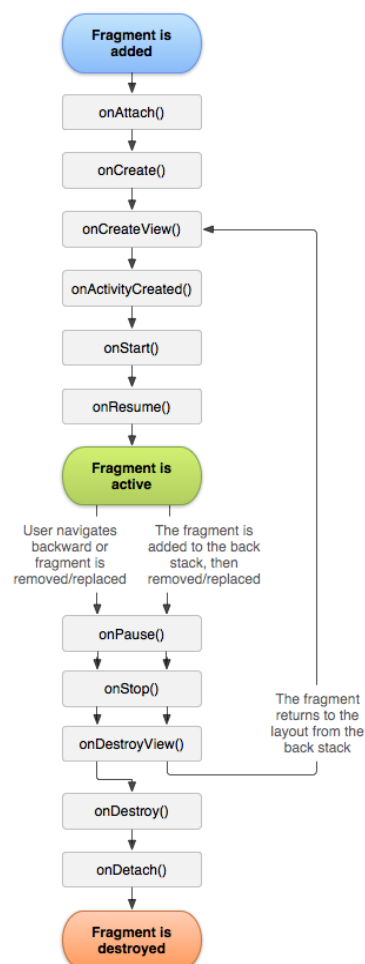 Fragment is
added
onAttach()
onCreate()
onCreateView()
onActivityCreated()
onStart()
onResume()
Fragment is
active
User navigates
backward or
fragment is
removed/replaced
The fragment is
added to the back
stack, then
removed/replaced
onPause()
onStop()
onDestroyView()
The fragment
returns to the
layout from the
back stack
onDestroy()
onDetach()
Fragment is
destroyed